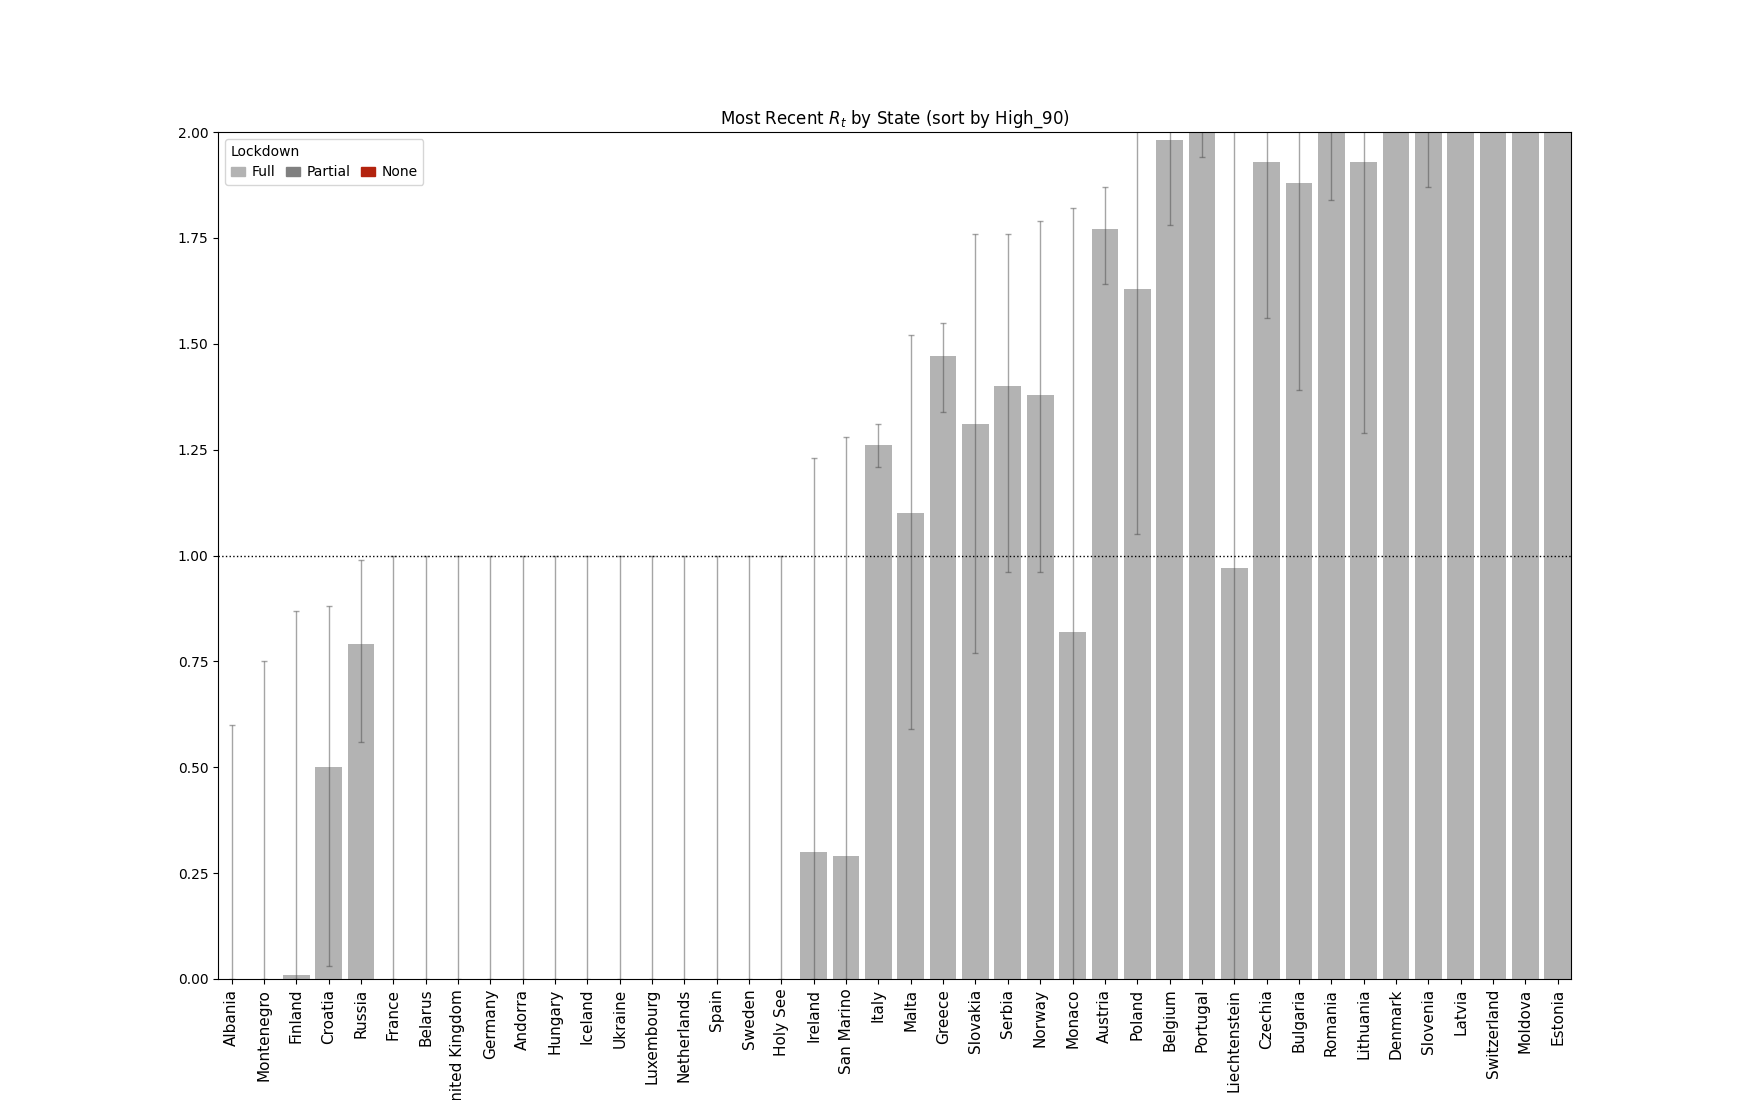 Most Recent R_t by State (sort by High_90)
Lockdown
Full Partial None
2.00
1.75
1.50
1.25
1.00
0.75
0.50
0.25
0.00
Albania
Montenegro
Finland
Croatia
Russia
France
Belarus
nited Kingdom
Germany
Andorra
Hungary
Iceland
Ukraine
Luxembourg
Netherlands
Spain
Sweden
Holy See
Ireland
San Marino
Italy
Malta
Greece
Slovakia
Serbia
Norway
Monaco
Austria
Poland
Belgium
Portugal
Liechtenstein
Czechia
Bulgaria
Romania
Lithuania
Denmark
Slovenia
Latvia
Switzerland
Moldova
Estonia